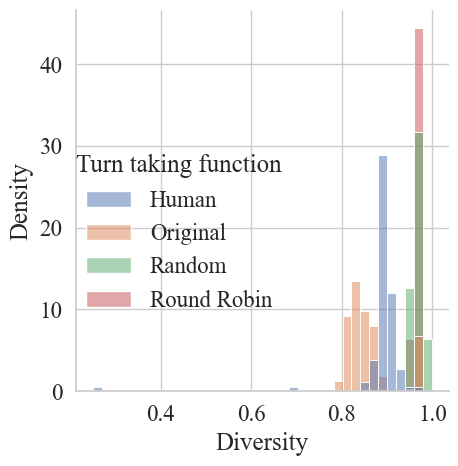 40
30
20
10
0
Density
Turn taking function
Human
Original
Random
Round Robin
0.4 0.6 0.8 1.0
Diversity